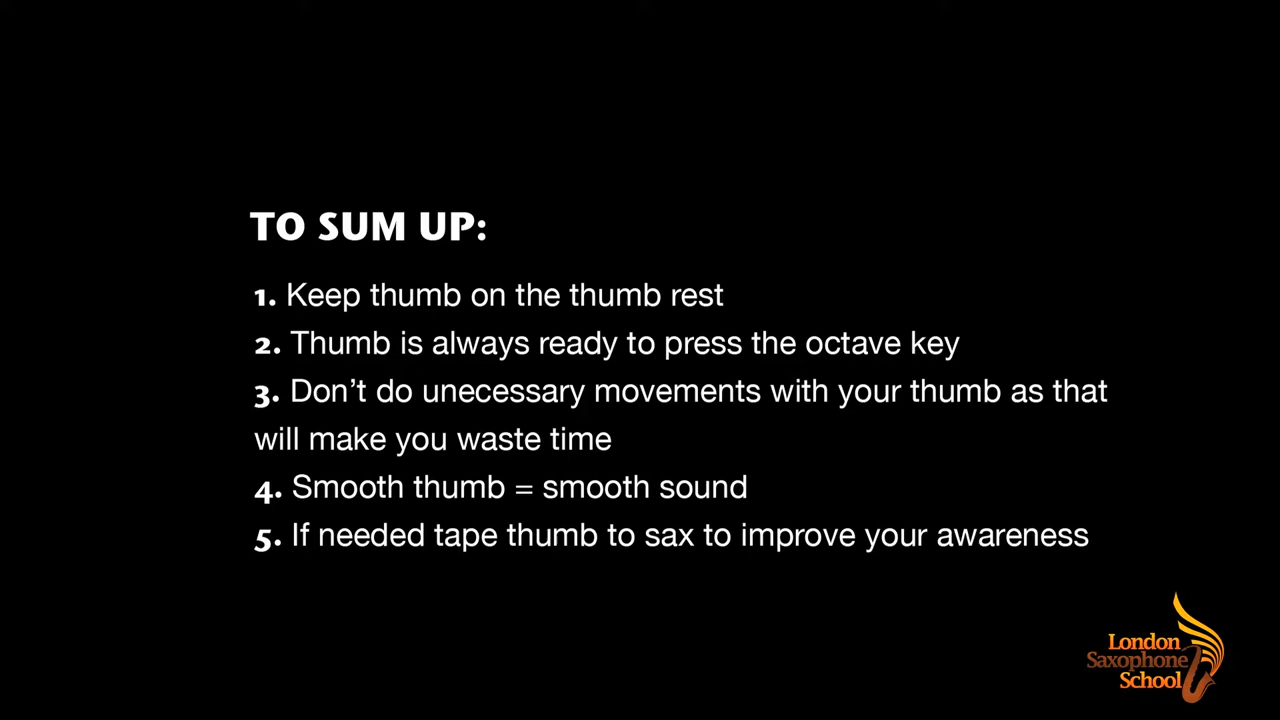 TO SUM UP:
1. Keep thumb on the thumb rest
2. Thumb is always ready to press the octave key
3. Don’t do unecessary movements with your thumb as that
will make you waste time
4. Smooth thumb = smooth sound
5. If needed tape thumb to sax to improve your awareness
London
Saxophone
School